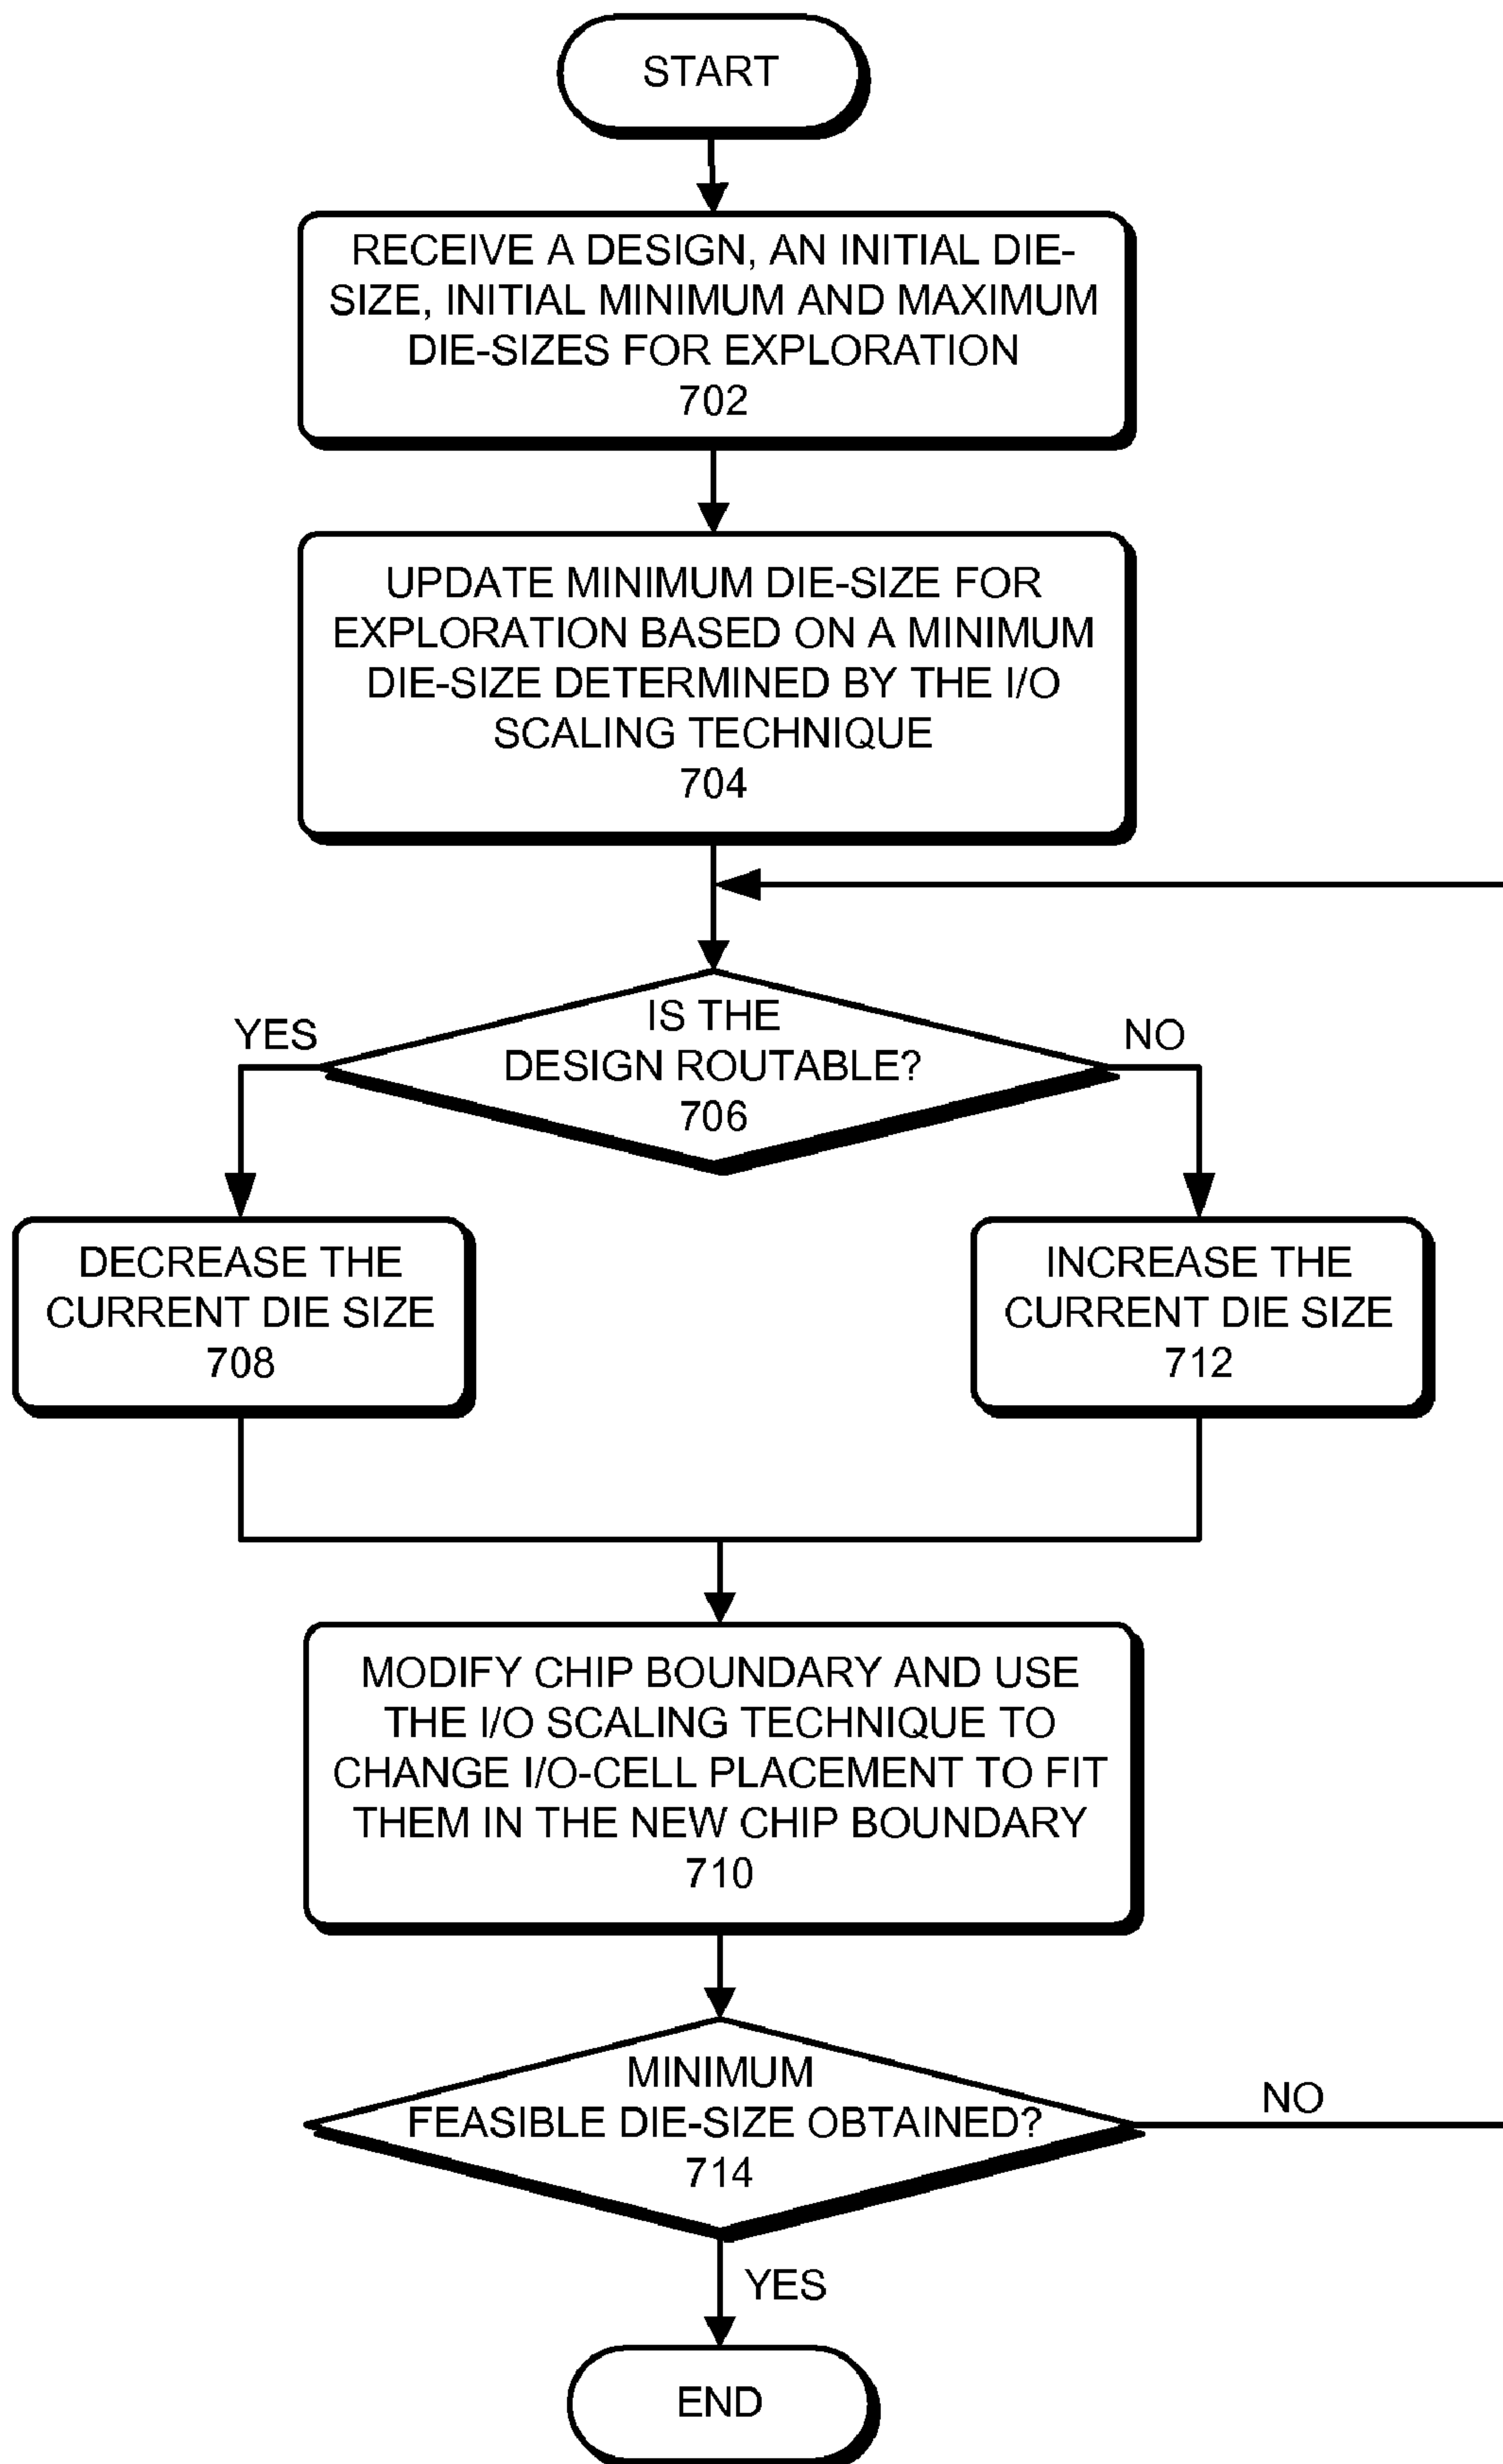 START
RECEIVE A DESIGN, AN INITIAL DIE-
SIZE, INITIAL MINIMUM AND MAXIMUM
DIE-SIZES FOR EXPLORATION
702
UPDATE MINIMUM DIE-SIZE FOR
EXPLORATION BASED ON A MINIMUM
DIE-SIZE DETERMINED BY THE I/O
SCALING TECHNIQUE
704
IS THE
DESIGN ROUTABLE?
706
YES
NO
DECREASE THE
CURRENT DIE SIZE
708
INCREASE THE
CURRENT DIE SIZE
712
MODIFY CHIP BOUNDARY AND USE
THE I/O SCALING TECHNIQUE TO
CHANGE I/O-CELL PLACEMENT TO FIT
THEM IN THE NEW CHIP BOUNDARY
710
MINIMUM
FEASIBLE DIE-SIZE OBTAINED?
714
NO
YES
END